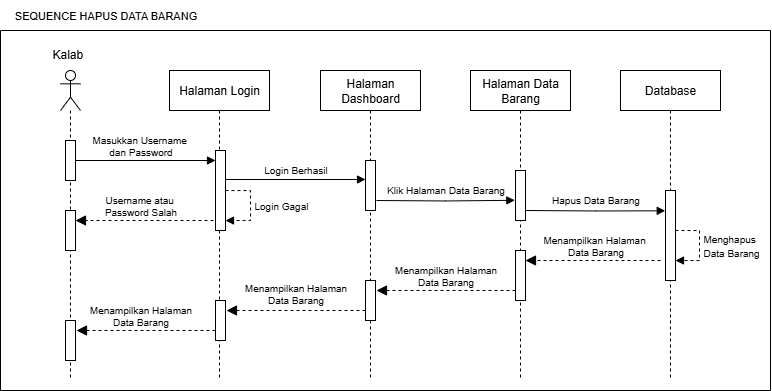 SEQUENCE HAPUS DATA BARANG
Kalab
Halaman Login
Halaman
Dashboard
Halaman Data
Barang
Database
Masukkan Username
dan Password
Login Berhasil
Klik Halaman Data Barang
Hapus Data Barang
Username atau
Password Salah
Login Gagal
Menghapus
Data Barang
Menampilkan Halaman
Data Barang
Menampilkan Halaman
Data Barang
Menampilkan Halaman
Data Barang
Menampilkan Halaman
Data Barang